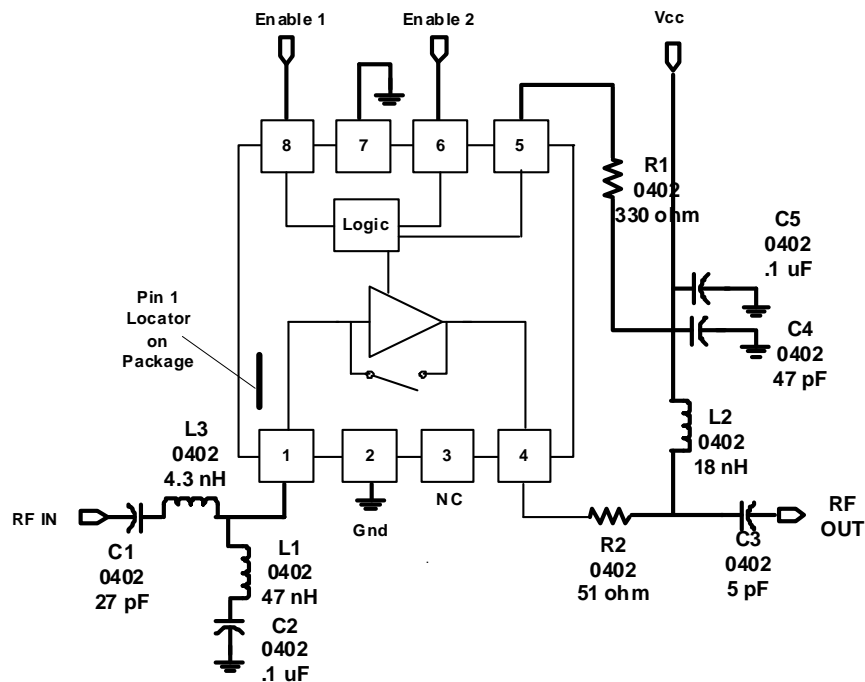 Enable 1
Enable 2
Vcc
8
7
6
5
Logic
R1
0402
330 ohm
C5
0402
.1 uF
C4
0402
47 pF
Pin 1
Locator
on
Package
L3
0402
4.3 nH
1
2
3
4
L2
0402
18 nH
NC
Gnd
RF IN
C1
0402
27 pF
L1
0402
47 nH
C2
0402
.1 uF
R2
0402
51 ohm
C3
0402
5 pF
RF
OUT